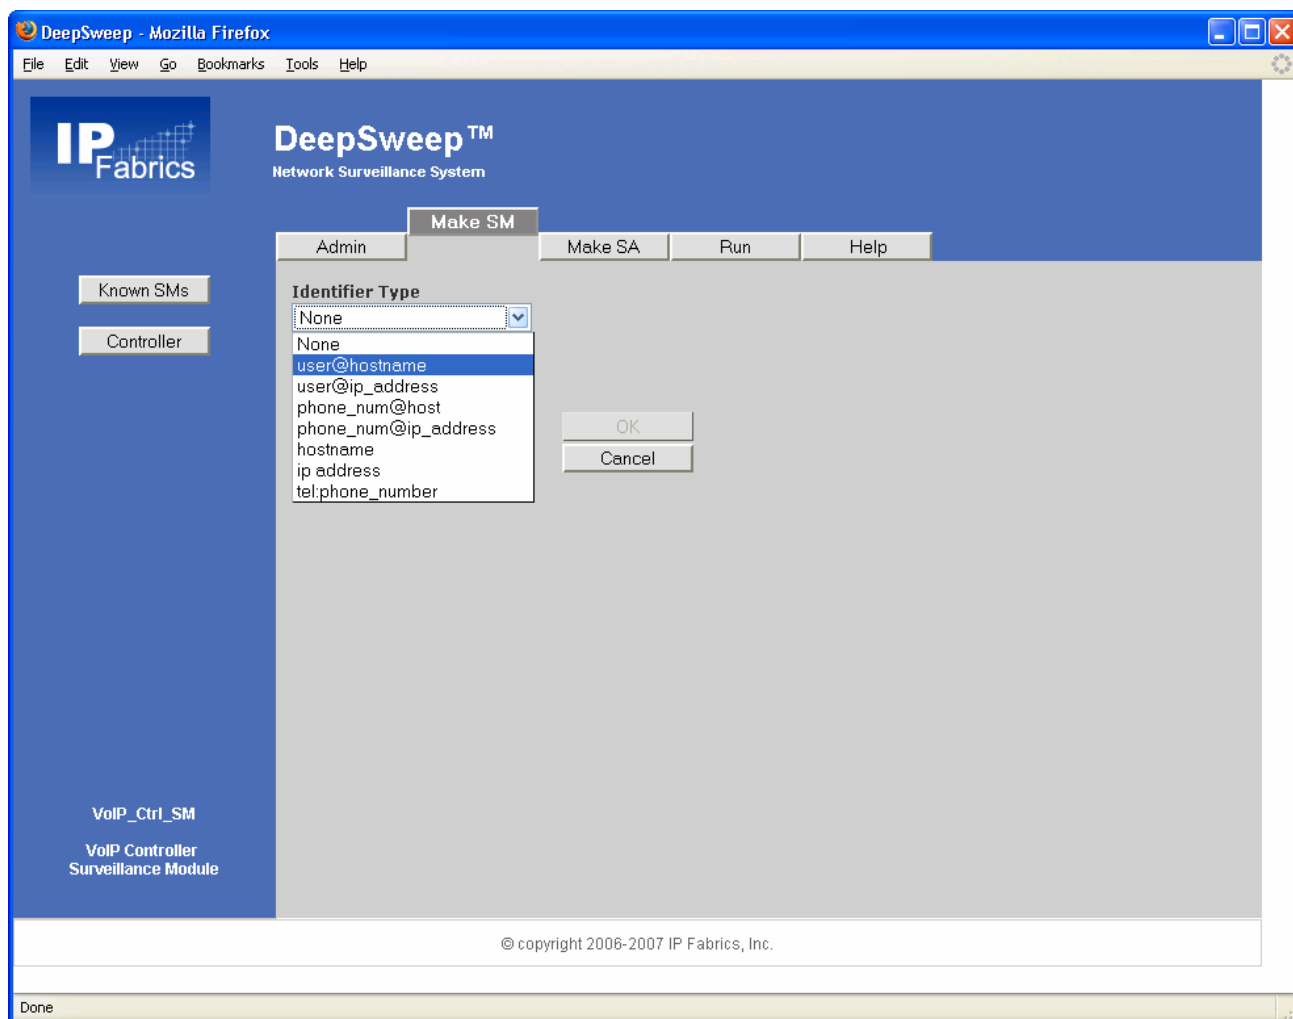 DeepSweep - Mozilla Firefox
File Edit View Go Bookmarks Tools Help
IP Fabrics
DeepSweep™
Network Surveillance System
Make SM
Admin Make SA Run Help
Known SMs
Controller
Identifier Type
None
None
user@hostname
user@ip_address
phone_num@host
phone_num@ip_address
hostname
ip address
tel:phone_number
OK
Cancel
VoIP_Ctrl_SM
VoIP Controller
Surveillance Module
© copyright 2006-2007 IP Fabrics, Inc.
Done